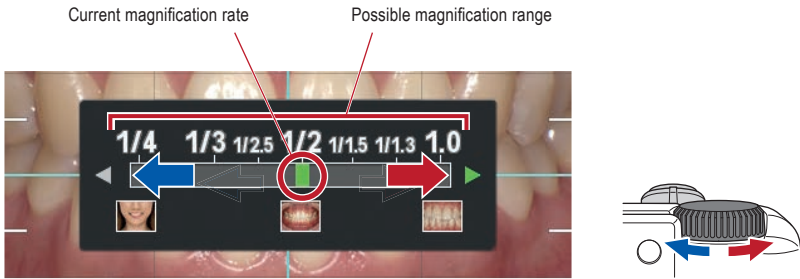 Current magnification rate Possible magnification range
1/4 1/3 1/2.5 1/2 1/1.5 1/1.3 1.0